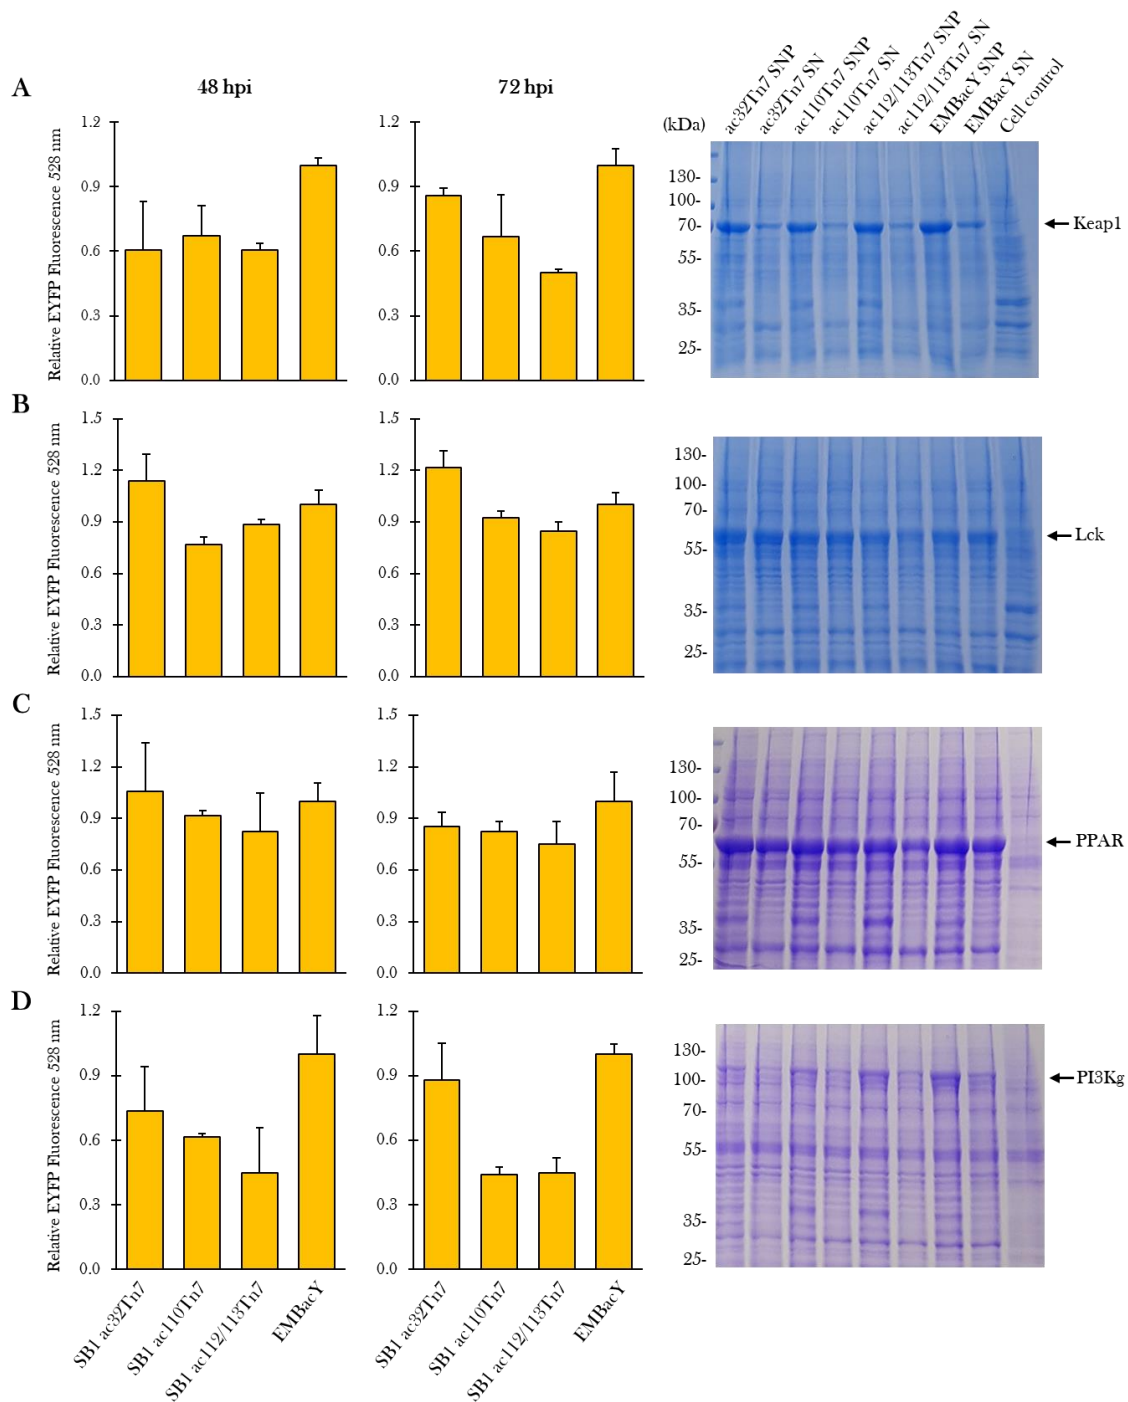 A
48 hpi
72 hpi
(kDa)
ac32Tn7 SNP
ac32Tn7 SN
ac110Tn7 SNP
ac110Tn7 SN
ac112/113Tn7 SNP
ac112/113Tn7 SN
EMBacY SNP
EMBacY SN
Cell control
Relative EYFP Fluorescence 528 nm
1.2
0.9
0.6
0.3
0.0
1.2
0.9
0.6
0.3
0.0
130-
100-
70-
55-
35-
25-
Keap1
B
Relative EYFP Fluorescence 528 nm
1.5
1.2
0.9
0.6
0.3
0.0
1.5
1.2
0.9
0.6
0.3
0.0
130-
100-
70-
55-
35-
25-
Lck
C
Relative EYFP Fluorescence 528 nm
1.5
1.2
0.9
0.6
0.3
0.0
1.5
1.2
0.9
0.6
0.3
0.0
130-
100-
70-
55-
35-
25-
PPAR
D
Relative EYFP Fluorescence 528 nm
1.2
0.9
0.6
0.3
0.0
1.2
0.9
0.6
0.3
0.0
130-
100-
70-
55-
35-
25-
PI3Kg
SB1 ac32Tn7
SB1 ac110Tn7
SB1 ac112/113Tn7
EMBacY
SB1 ac32Tn7
SB1 ac110Tn7
SB1 ac112/113Tn7
EMBacY